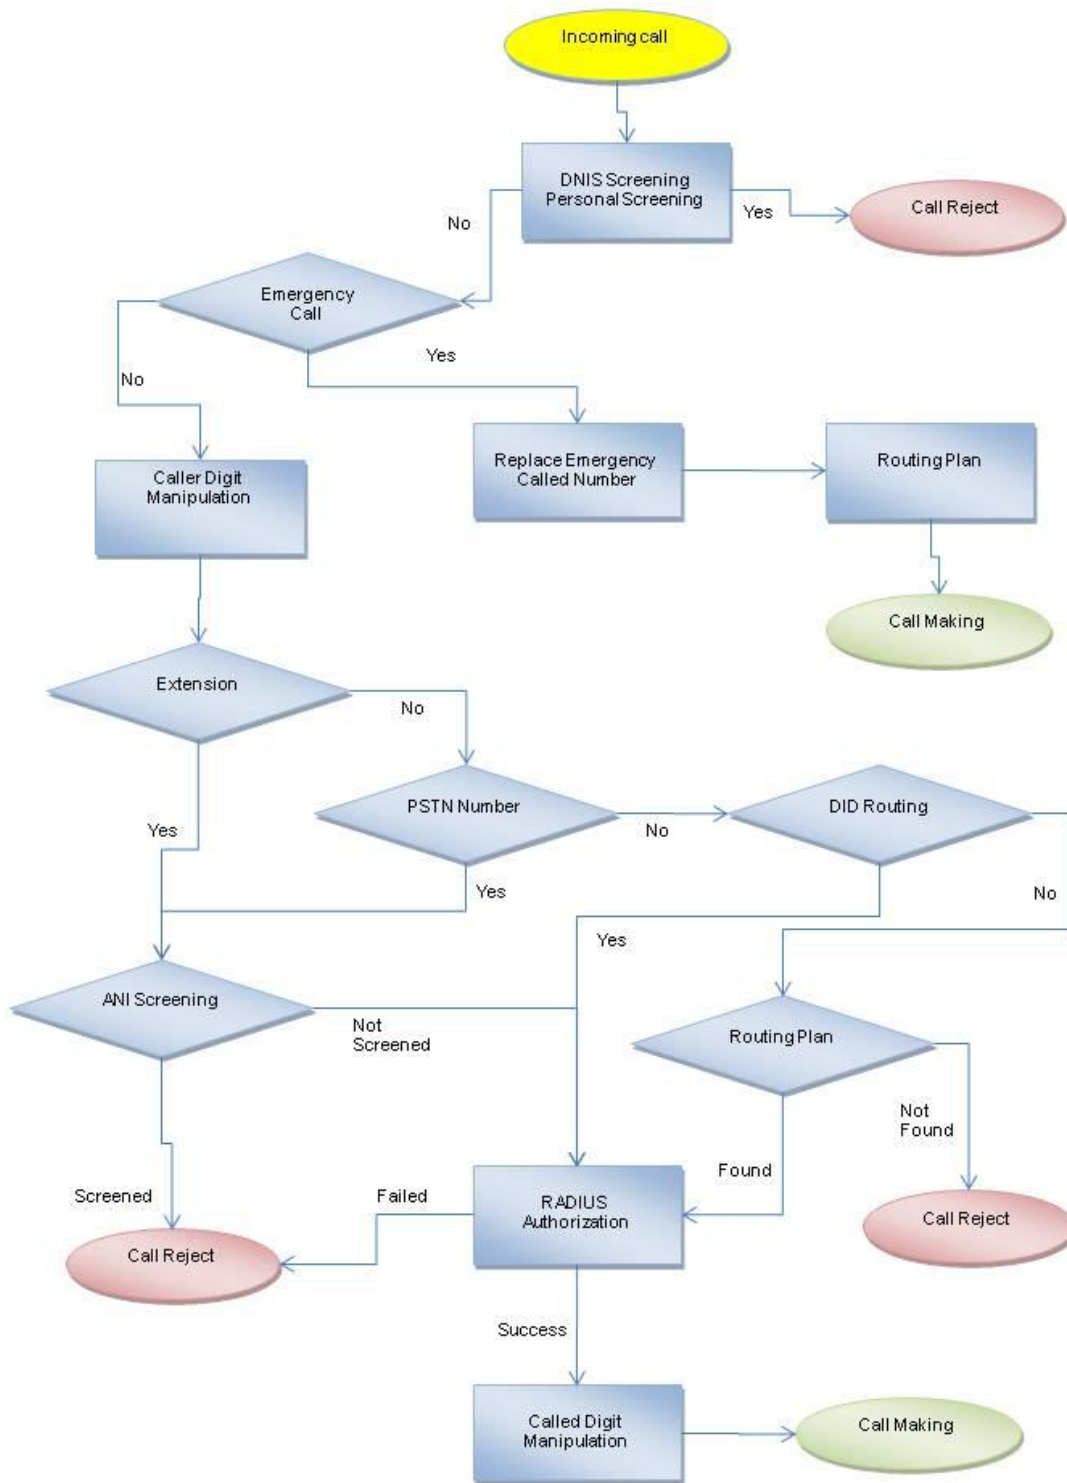 Incoming call
DNIS Screening
Personal Screening
Yes
Call Reject
No
Emergency
Call
Yes
No
Replace Emergency
Called Number
Routing Plan
Caller Digit
Manipulation
Call Making
Extension
No
PSTN Number
DID Routing
Yes
No
Yes
No
Yes
ANI Screening
Not
Screened
Routing Plan
Not
Found
Found
Screened
Failed
RADIUS
Authorization
Call Reject
Call Reject
Success
Called Digit
Manipulation
Call Making